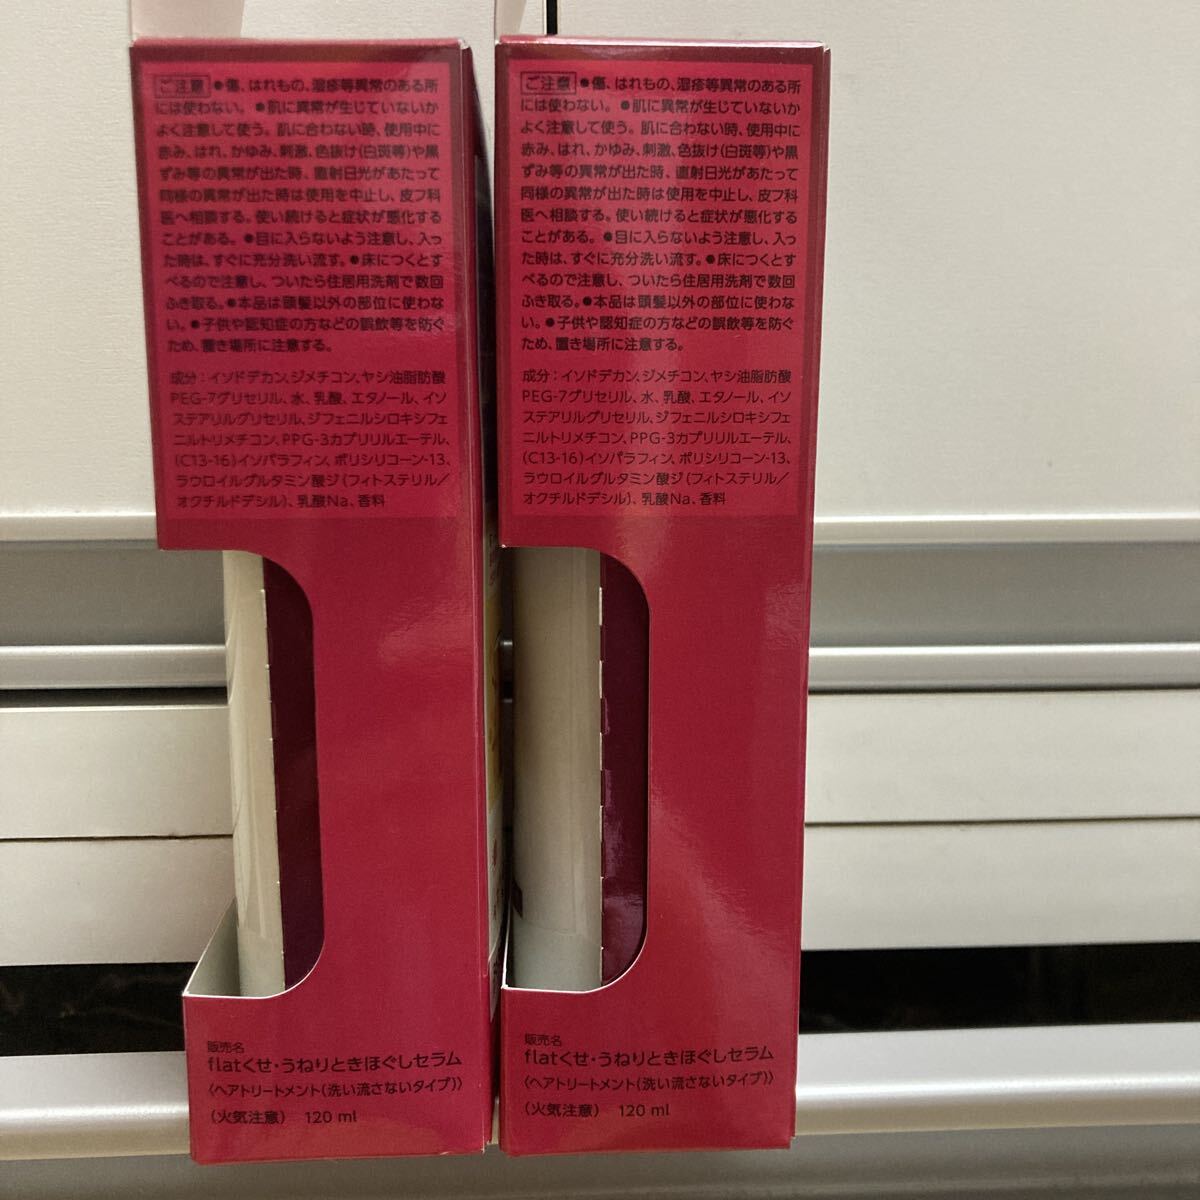 ご注意 ●傷、はれもの、湿疹等異常のある所
には使わない。●肌に異常が生じていないか
よく注意して使う。肌に合わない時、使用中に
赤み、はれ、かゆみ、刺激、色抜け(白斑等)や黒
ずみ等の異常が出た時、直射日光があたって
同様の異常が出た時は使用を中止し、皮フ科
医へ相談する。使い続けると症状が悪化する
ことがある。●目に入らないよう注意し、入っ
た時は、すぐに充分洗い流す。●床につくとす
べるので注意し、ついたら住居用洗剤で数回
ふき取る。●本品は頭髪以外の部位に使わな
い。●子供や認知症の方などの誤飲等を防ぐ
ため、置き場所に注意する。
成分：イソドデカン、ジメチコン、ヤシ油脂肪酸
PEG-7グリセリル、水、乳酸、エタノール、イソ
ステアリルグリセリル、ジフェニルシロキシフェ
ニルトリメチコン、PPG-3カプリリルエーテル、
(C13-16)イソパラフィン、ポリシリコーン-13、
ラウロイルグルタミン酸ジ(フィトステリル/
オクチルドデシル)、乳酸Na、香料
販売名
flatくせ・うねりときほぐしセラム
〈ヘアトリートメント(洗い流さないタイプ)〉
(火気注意) 120 ml
ご注意 ●傷、はれもの、湿疹等異常のある所
には使わない。●肌に異常が生じていないか
よく注意して使う。肌に合わない時、使用中に
赤み、はれ、かゆみ、刺激、色抜け(白斑等)や黒
ずみ等の異常が出た時、直射日光があたって
同様の異常が出た時は使用を中止し、皮フ科
医へ相談する。使い続けると症状が悪化する
ことがある。●目に入らないよう注意し、入っ
た時は、すぐに充分洗い流す。●床につくとす
べるので注意し、ついたら住居用洗剤で数回
ふき取る。●本品は頭髪以外の部位に使わな
い。●子供や認知症の方などの誤飲等を防ぐ
ため、置き場所に注意する。
成分：イソドデカン、ジメチコン、ヤシ油脂肪酸
PEG-7グリセリル、水、乳酸、エタノール、イソ
ステアリルグリセリル、ジフェニルシロキシフェ
ニルトリメチコン、PPG-3カプリリルエーテル、
(C13-16)イソパラフィン、ポリシリコーン-13、
ラウロイルグルタミン酸ジ(フィトステリル/
オクチルドデシル)、乳酸Na、香料
販売名
flatくせ・うねりときほぐしセラム
〈ヘアトリートメント(洗い流さないタイプ)〉
(火気注意) 120 ml